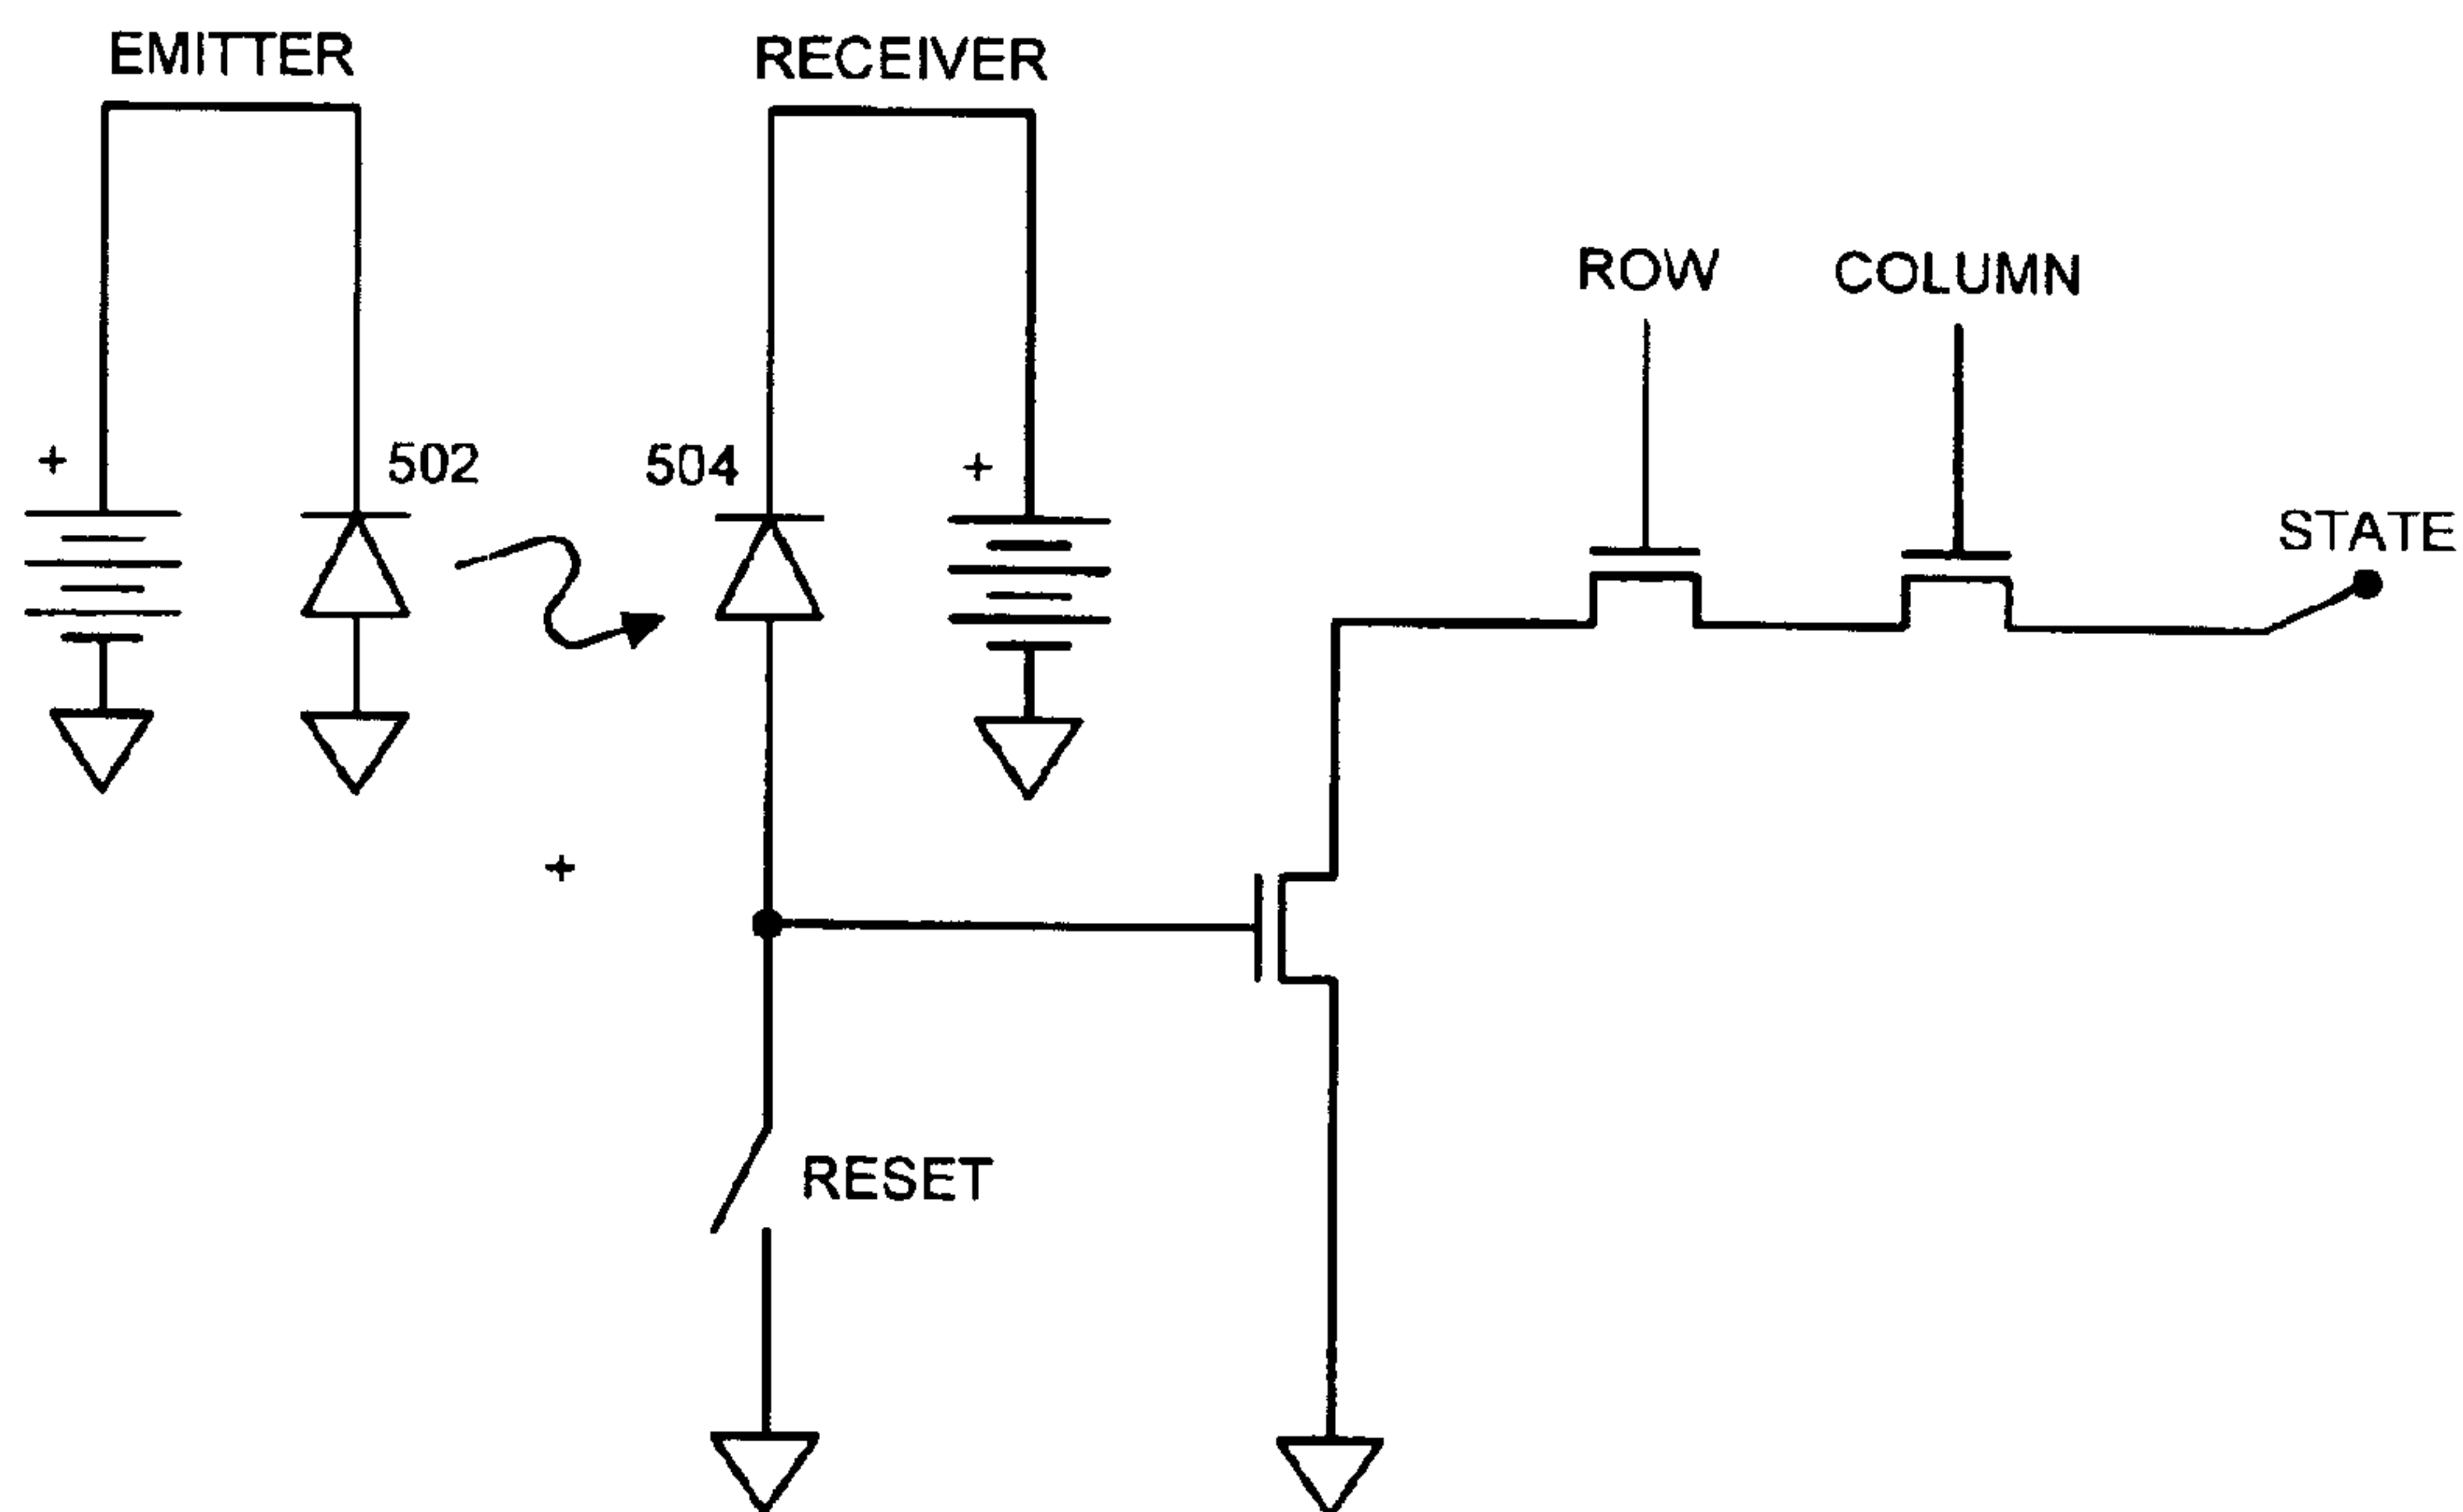 EMITTER
RECEIVER
ROW
COLUMN
+
502
504
+
STATE
+
RESET